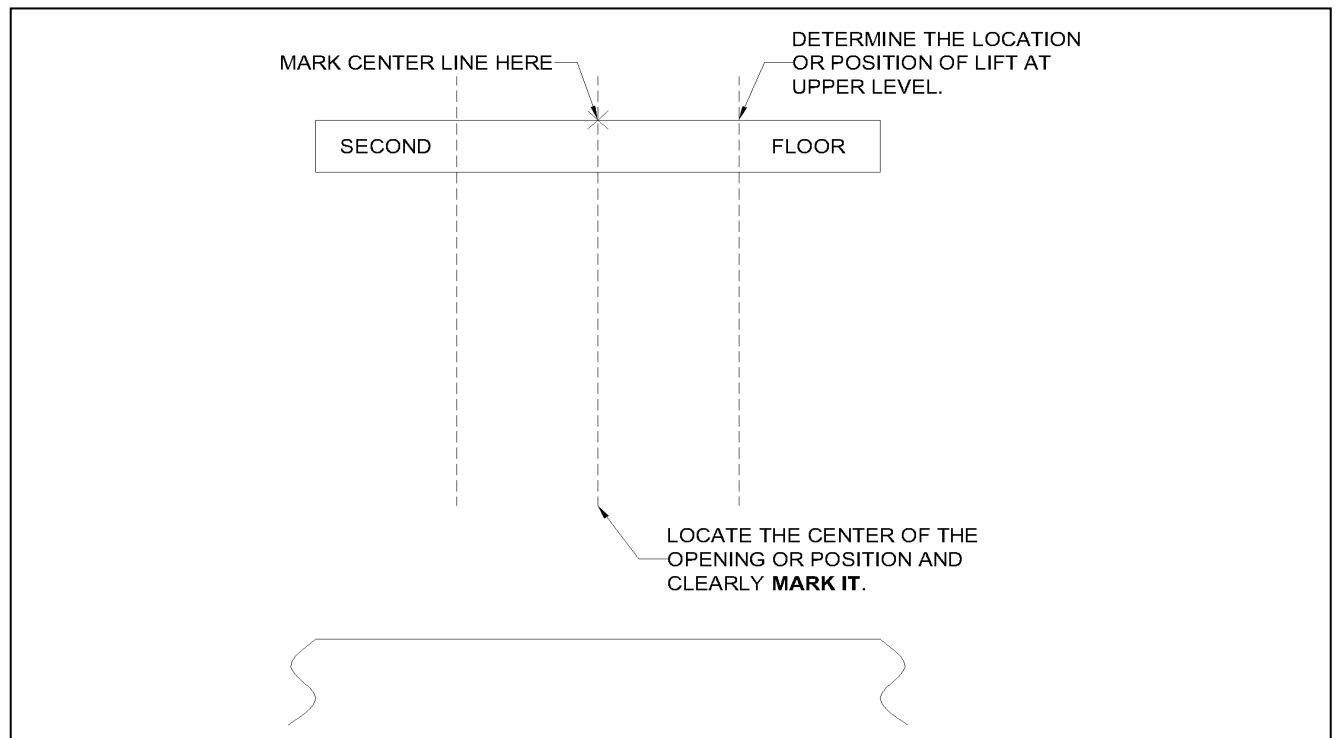 MARK CENTER LINE HERE
DETERMINE THE LOCATION
OR POSITION OF LIFT AT
UPPER LEVEL.
SECOND
FLOOR
LOCATE THE CENTER OF THE
OPENING OR POSITION AND
CLEARLY MARK IT.